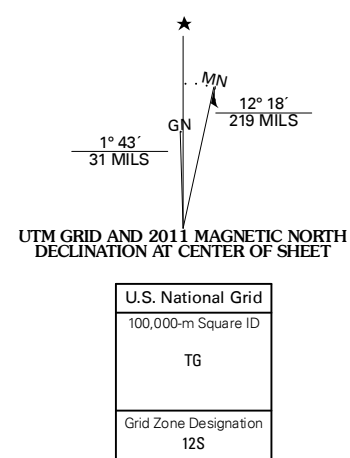 MN
12° 18´
219 MILS
GN
1° 43´
31 MILS
UTM GRID AND 2011 MAGNETIC NORTH
DECLINATION AT CENTER OF SHEET
U.S. National Grid
100,000-m Square ID
TG
Grid Zone Designation
12S